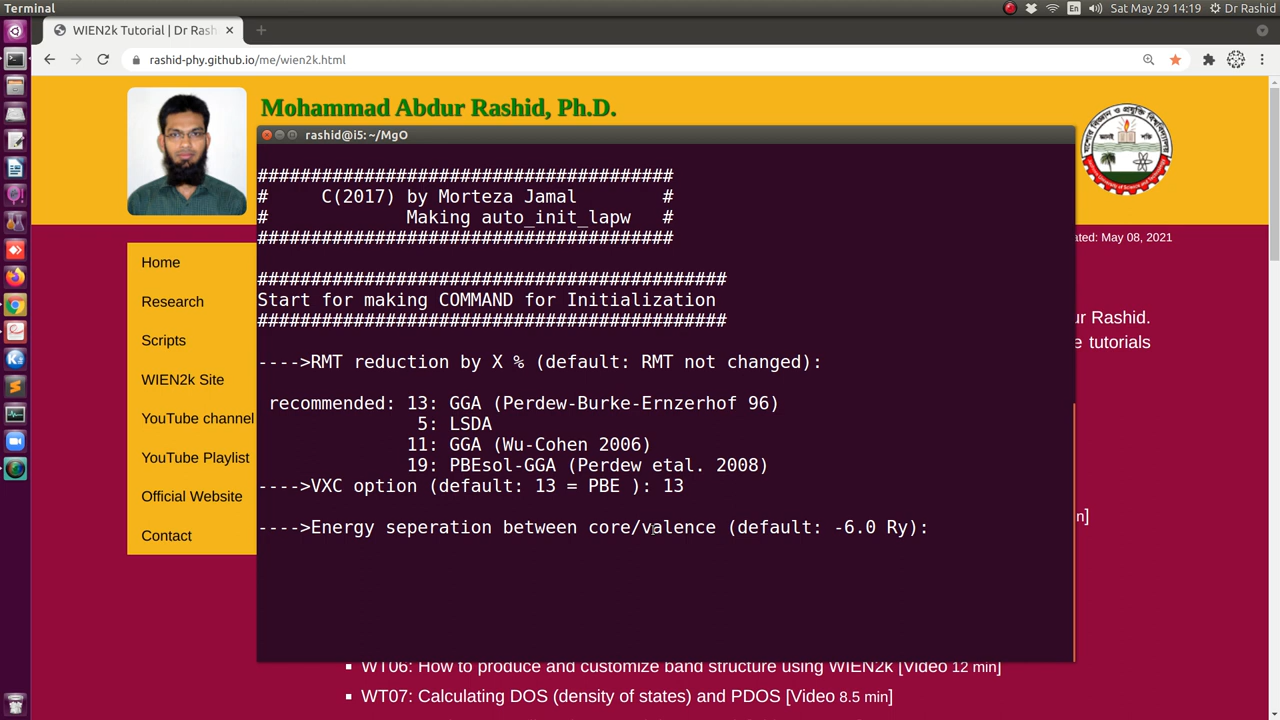 Terminal
En
Sat May 29 14:19
Dr Rashid
WIEN2k Tutorial | Dr Rash
rashid-phy.github.io/me/wien2k.html
Mohammad Abdur Rashid, Ph.D.
rashid@i5: ~/MgO
ated: May 08, 2021
Home
Research
Scripts
WIEN2k Site
YouTube channel
YouTube Playlist
Official Website
Contact
#######################################
#     C(2017) by Morteza Jamal        #
#             Making auto_init_lapw   #
#######################################
############################################
Start for making COMMAND for Initialization
############################################
---->RMT reduction by X % (default: RMT not changed):
recommended: 13: GGA (Perdew-Burke-Ernzerhof 96)
5: LSDA
11: GGA (Wu-Cohen 2006)
19: PBEsol-GGA (Perdew etal. 2008)
---->VXC option (default: 13 = PBE ): 13
---->Energy seperation between core/valence (default: -6.0 Ry):
ur Rashid.
e tutorials
n]
WT06: How to produce and customize band structure using WIEN2k [Video 12 min]
WT07: Calculating DOS (density of states) and PDOS [Video 8.5 min]